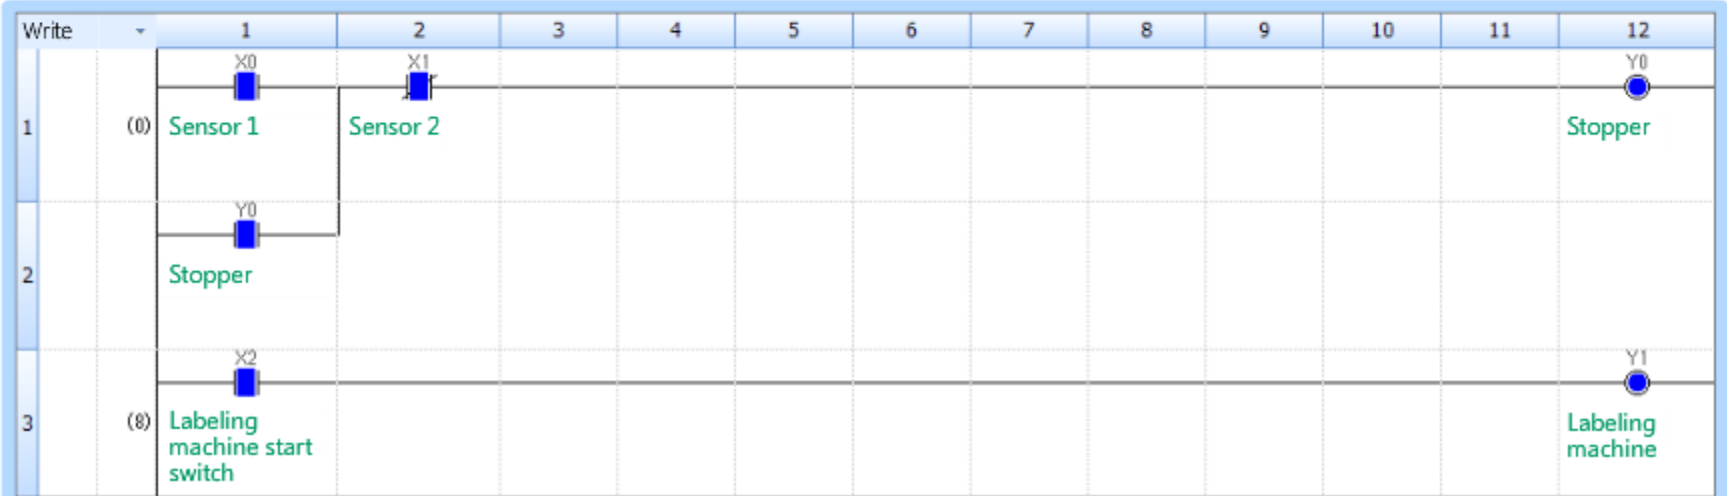 Write 1 2 3 4 5 6 7 8 9 10 11 12
X0 X1 Y0
1 (0) Sensor 1 Sensor 2 Stopper
Y0
2 Stopper
X2 Y1
3 (8) Labeling Labeling
machine start machine
switch